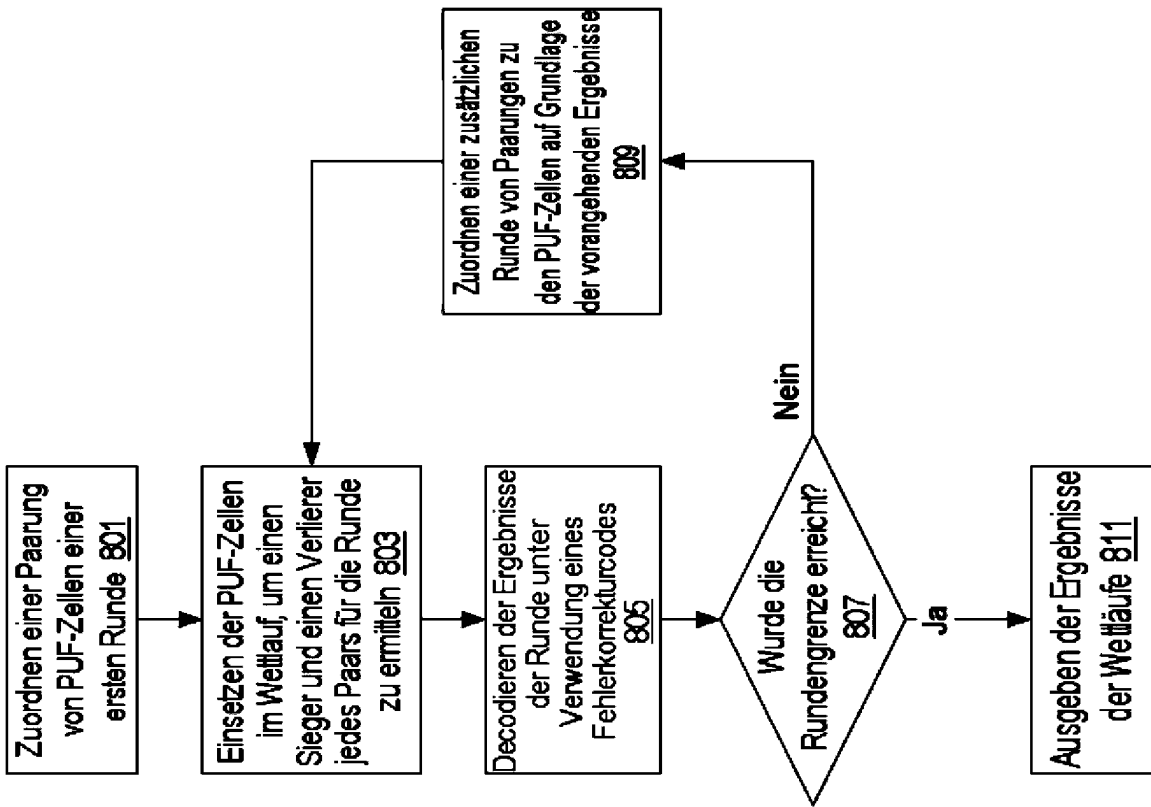 Zuordnen einer Paarung
von PUF-Zellen einer
ersten Runde 801
Einsetzen der PUF-Zellen
im Wettlauf, um einen
Sieger und einen Verlierer
jedes Paars für die Runde
zu ermitteln 803
Decodieren der Ergebnisse
der Runde unter
Verwendung eines
Fehlerkorrekturcodes
805
Wurde die
Rundengrenze erreicht?
807
Nein
Zuordnen einer zusätzlichen
Runde von Paarungen zu
den PUF-Zellen auf Grundlage
der vorangehenden Ergebnisse
809
Ja
Ausgeben der Ergebnisse
der Wettläufe 811